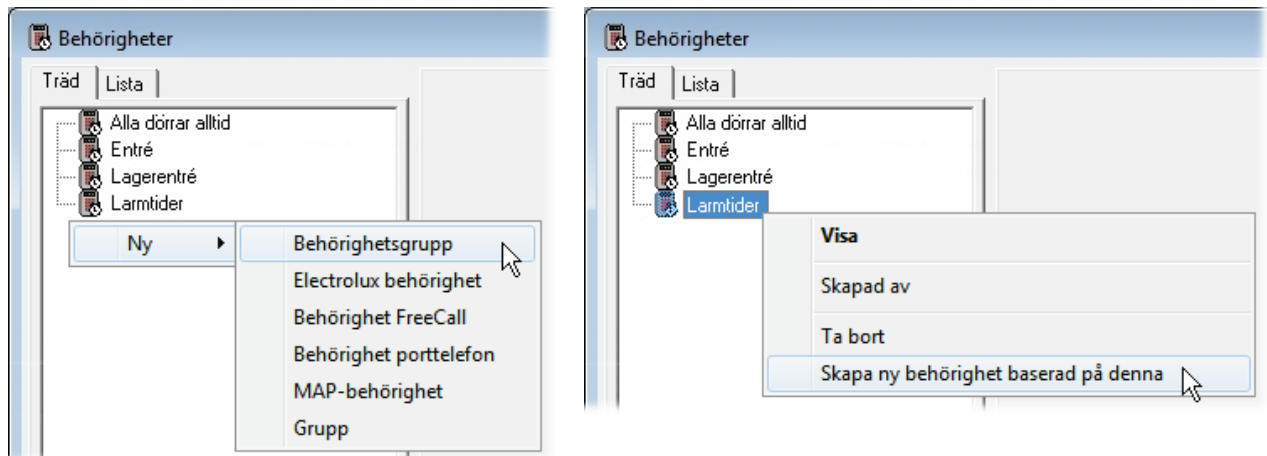 Behörigheter
Träd Lista
Alla dörrar alltid
Entré
Lagerentré
Larmtider
Ny
Behörighetsgrupp
Electrolux behörighet
Behörighet FreeCall
Behörighet porttelefon
MAP-behörighet
Grupp
Behörigheter
Träd Lista
Alla dörrar alltid
Entré
Lagerentré
Larmtider
Visa
Skapad av
Ta bort
Skapa ny behörighet baserad på denna